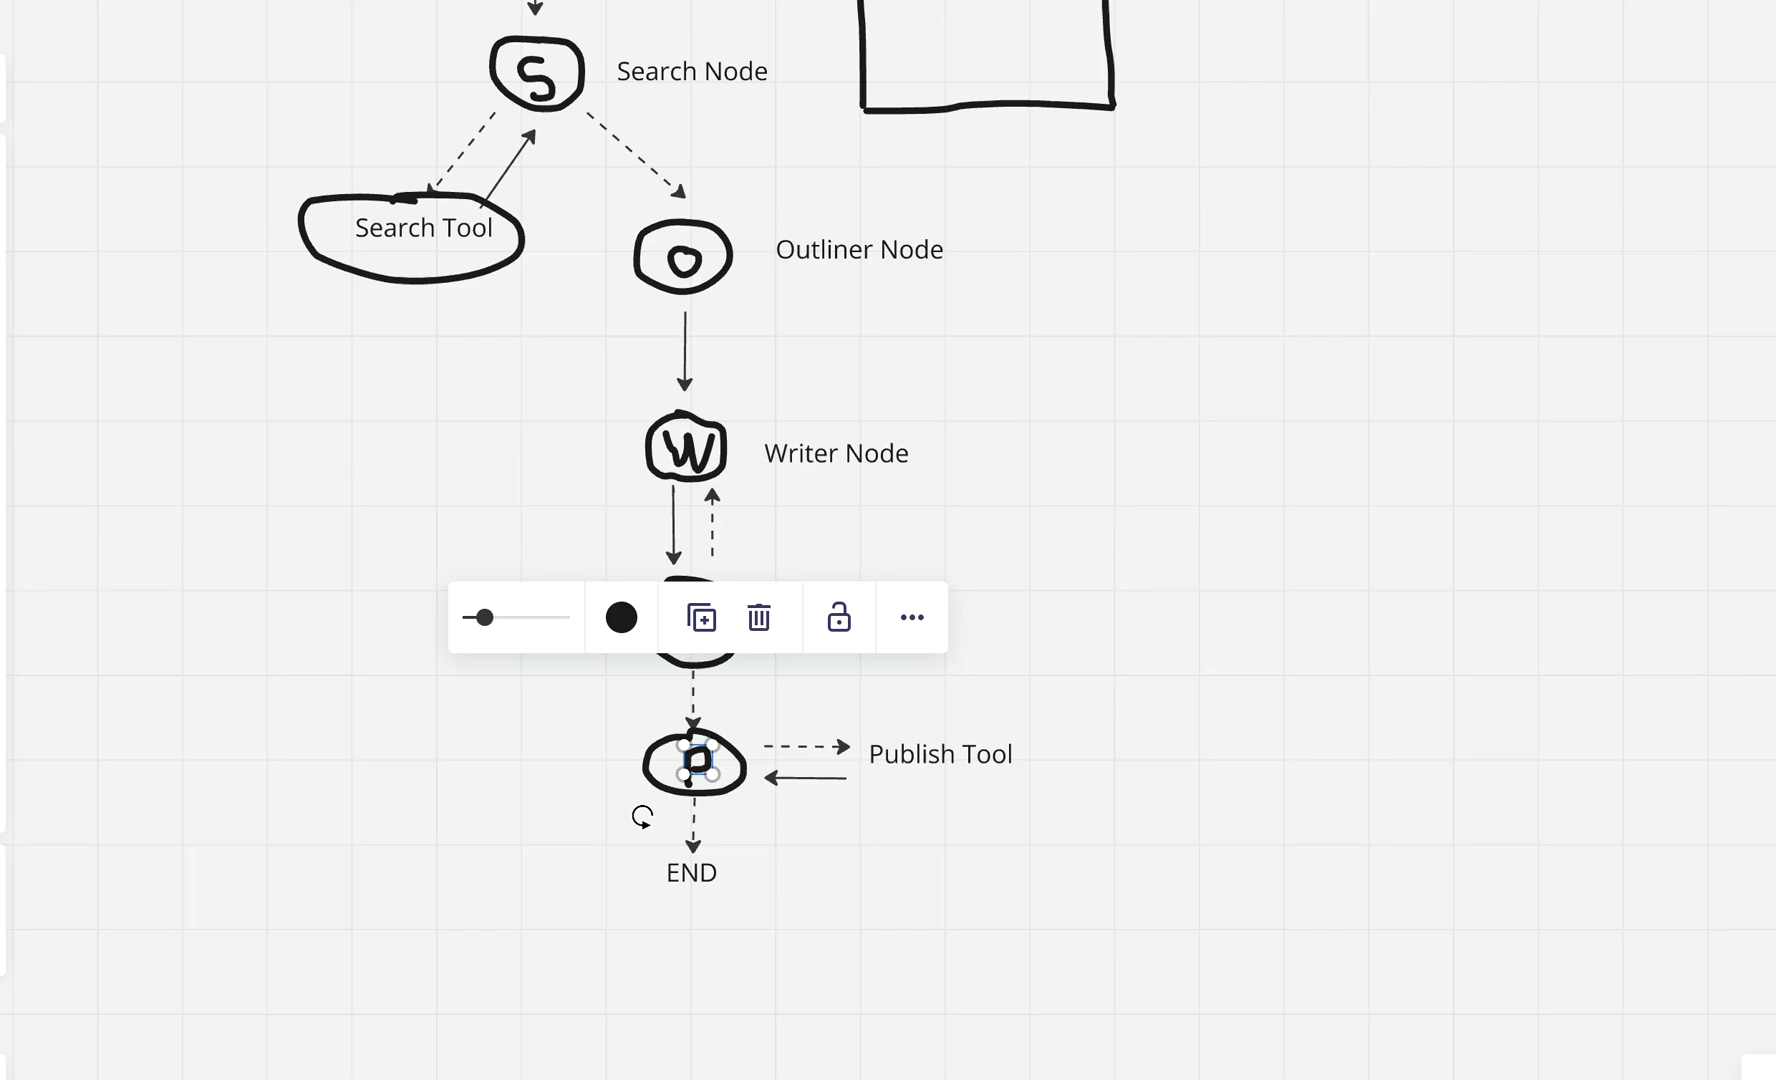 S
Search Node
Search Tool
O
Outliner Node
W
Writer Node
P
Publish Tool
END